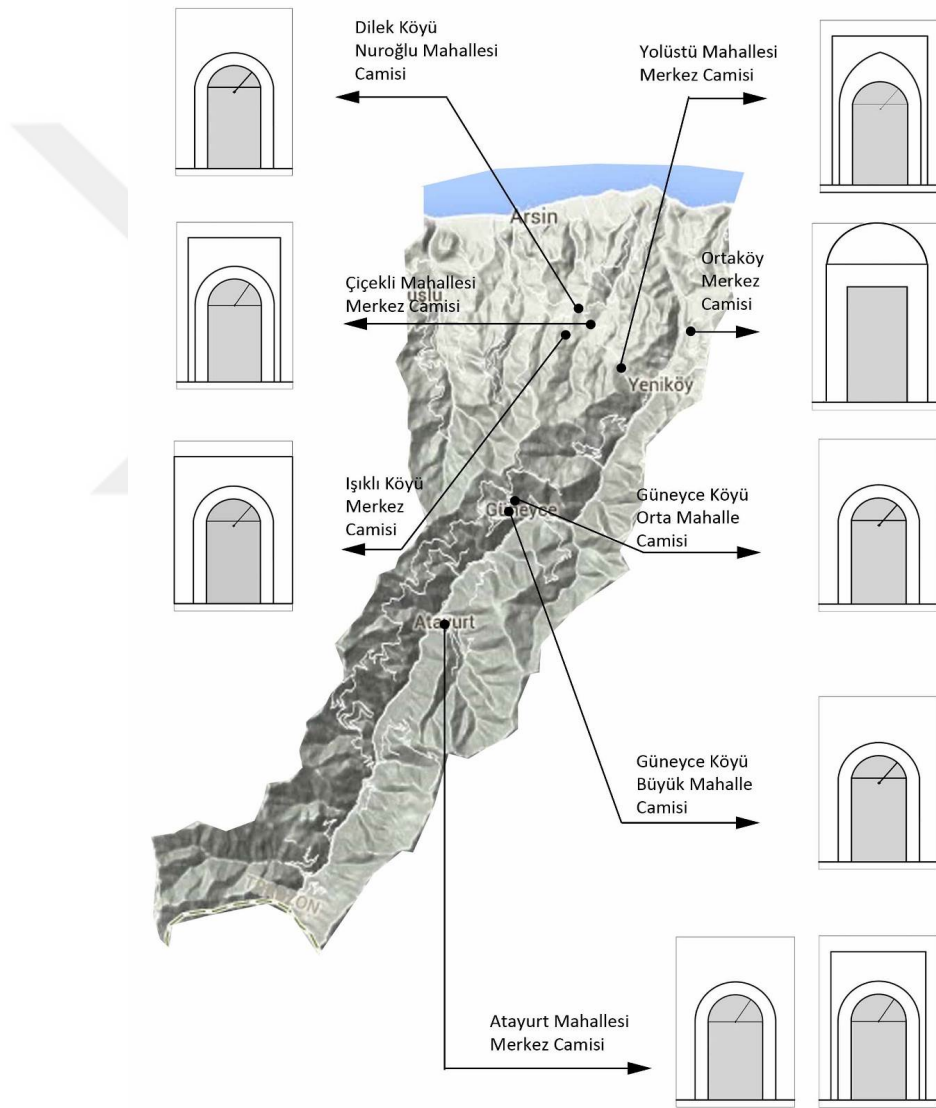 Dilek Köyü
Nuroğlu Mahallesi
Camisi
Yolüstü Mahallesi
Merkez Camisi
Arsin
Çiçekli Mahallesi
Merkez Camisi
Ortaköy
Merkez
Camisi
Yeniköy
Işıklı Köyü
Merkez
Camisi
Güneyce
Güneyce Köyü
Orta Mahalle
Camisi
Atayurt
Güneyce Köyü
Büyük Mahalle
Camisi
TRABZON
Atayurt Mahallesi
Merkez Camisi